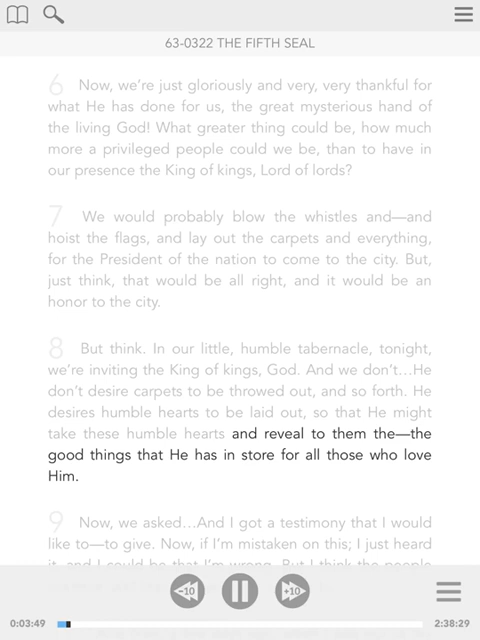 63-0322 THE FIFTH SEAL
6 Now, we’re just gloriously and very, very thankful for
what He has done for us, the great mysterious hand of
the living God! What greater thing could be, how much
more a privileged people could we be, than to have in
our presence the King of kings, Lord of lords?
7 We would probably blow the whistles and—and
hoist the flags, and lay out the carpets and everything,
for the President of the nation to come to the city. But,
just think, that would be all right, and it would be an
honor to the city.
8 But think. In our little, humble tabernacle, tonight,
we’re inviting the King of kings, God. And we don’t…He
don’t desire carpets to be throwed out, and so forth. He
desires humble hearts to be laid out, so that He might
take these humble hearts and reveal to them the—the
good things that He has in store for all those who love
Him.
9 Now, we asked…And I got a testimony that I would
like to—to give. Now, if I’m mistaken on this; I just heard
it, and I could be that I’m wrong. But I think the people
-10 +10
0:03:49 2:38:29